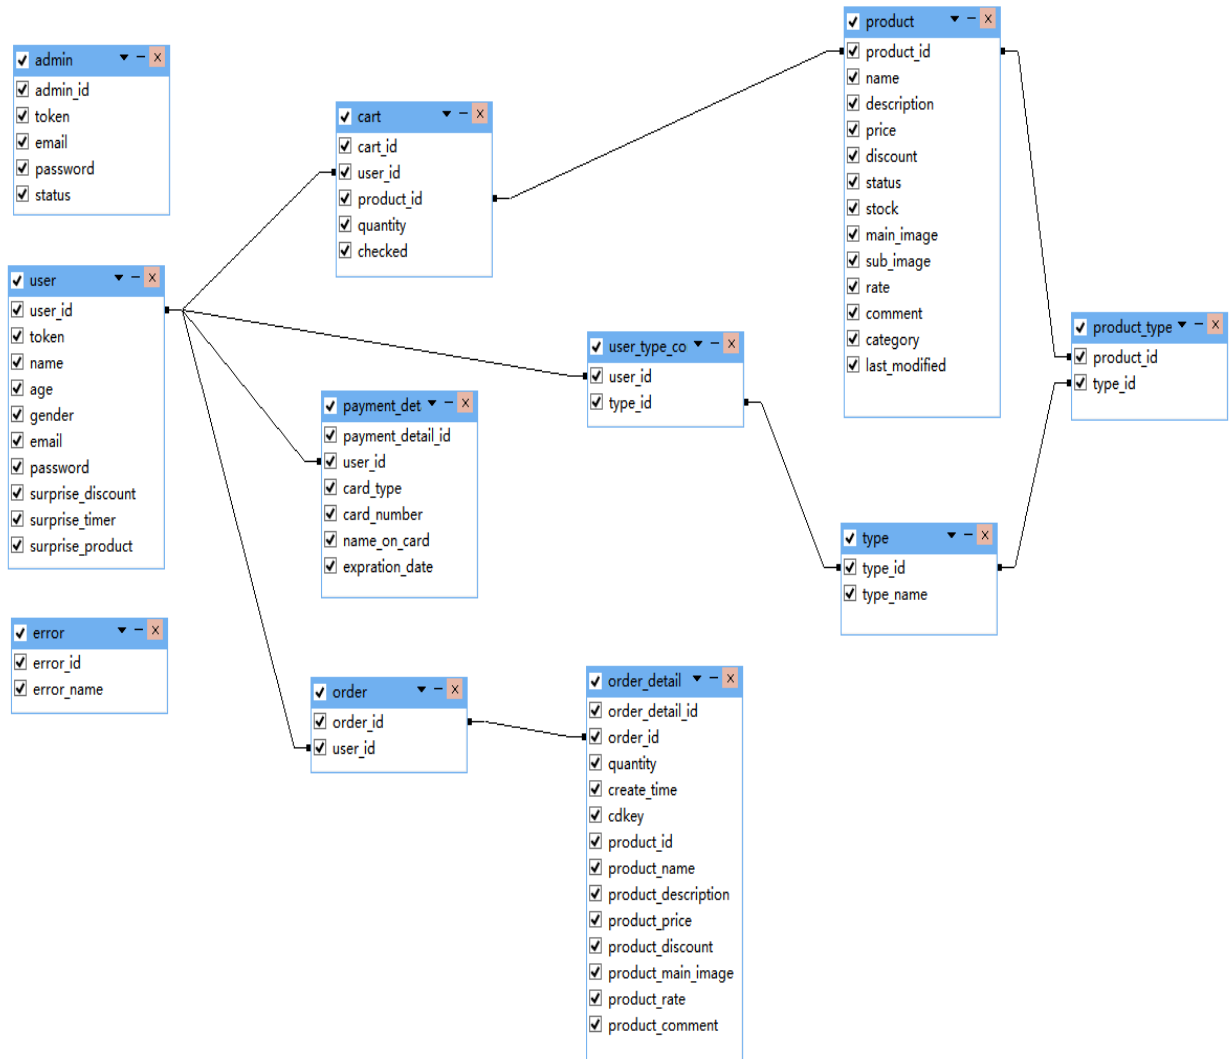 admin
admin_id
token
email
password
status
user
user_id
token
name
age
gender
email
password
surprise_discount
surprise_timer
surprise_product
error
error_id
error_name
cart
cart_id
user_id
product_id
quantity
checked
payment_det
payment_detail_id
user_id
card_type
card_number
name_on_card
expration_date
order
order_id
user_id
user_type_co
user_id
type_id
order_detail
order_detail_id
order_id
quantity
create_time
cdkey
product_id
product_name
product_description
product_price
product_discount
product_main_image
product_rate
product_comment
product
product_id
name
description
price
discount
status
stock
main_image
sub_image
rate
comment
category
last_modified
type
type_id
type_name
product_type
product_id
type_id